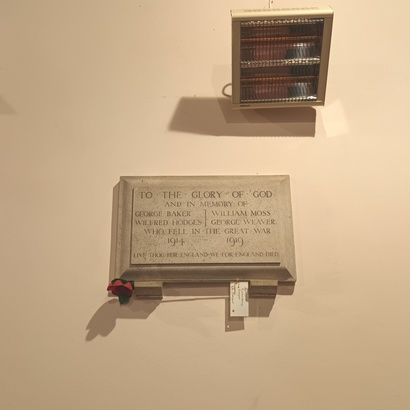 TO THE GLORY OF GOD
AND IN MEMORY OF
GEORGE BAKER WILLIAM MOSS
WILFRED HODGES GEORGE WEAVER
WHO FELL IN THE GREAT WAR
1914 - 1919
LIVE THOU FOR ENGLAND WE FOR ENGLAND DIED